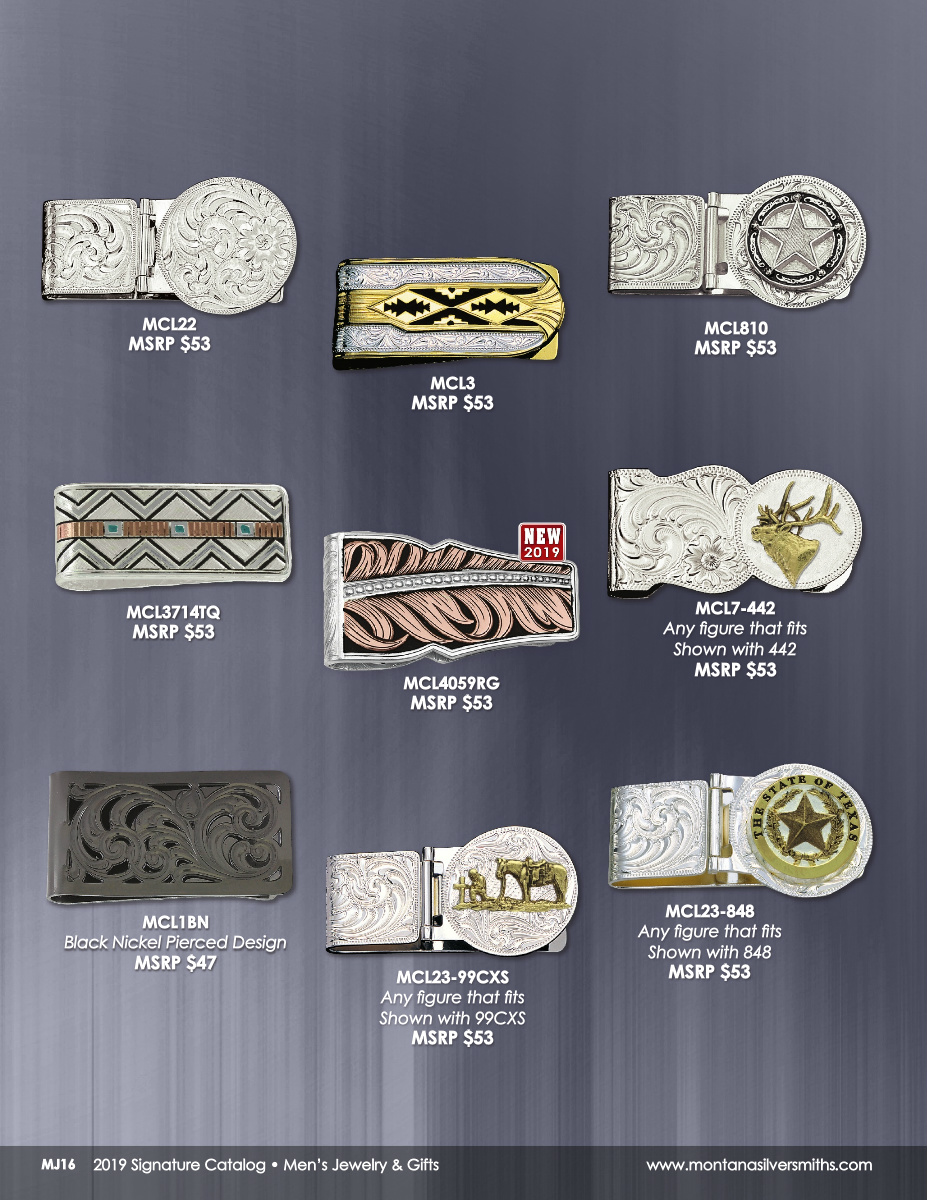 MCL22
MSRP $53
MCL3
MSRP $53
MCL810
MSRP $53
MCL3714TQ
MSRP $53
NEW
2019
MCL4059RG
MSRP $53
MCL7-442
Any figure that fits
Shown with 442
MSRP $53
MCL1BN
Black Nickel Pierced Design
MSRP $47
MCL23-99CXS
Any figure that fits
Shown with 99CXS
MSRP $53
THE STATE OF TEXAS
MCL23-848
Any figure that fits
Shown with 848
MSRP $53
MJ16 2019 Signature Catalog • Men’s Jewelry & Gifts
www.montanasilversmiths.com